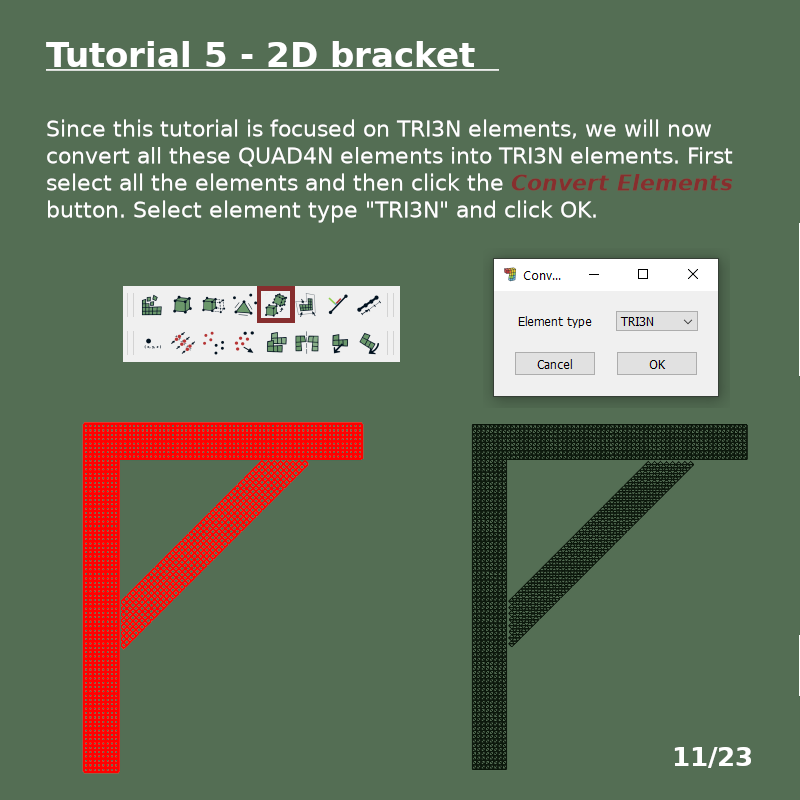 Tutorial 5 - 2D bracket
Since this tutorial is focused on TRI3N elements, we will now
convert all these QUAD4N elements into TRI3N elements. First
select all the elements and then click the Convert Elements
button. Select element type "TRI3N" and click OK.
Conv...
Element type TRI3N
Cancel OK
11/23